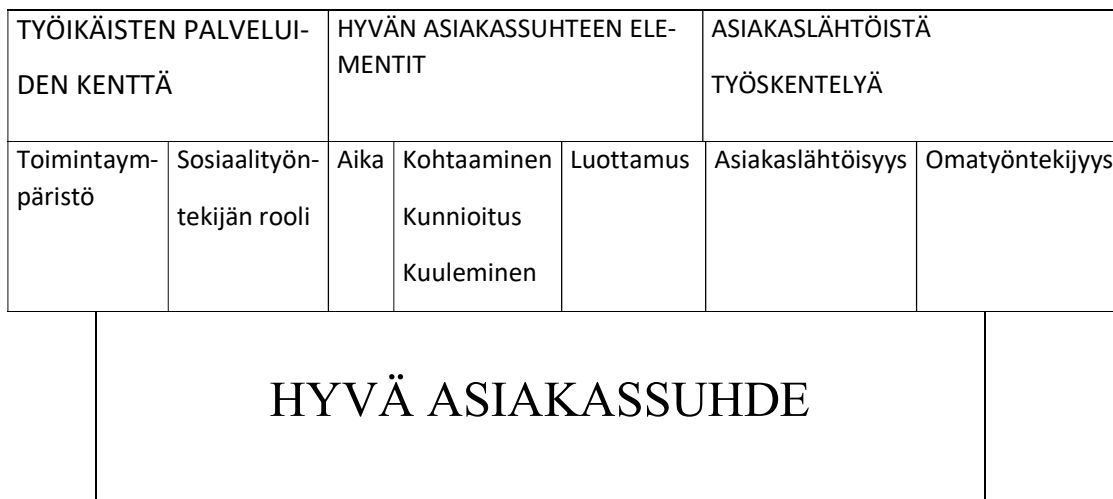 TYÖIKÄISTEN PALVELUI-
DEN KENTTÄ
HYVÄN ASIAKASSUHTEEN ELE-
MENTIT
ASIAKASLÄHTÖISTÄ
TYÖSKENTELYÄ
Toimintaym-
päristö
Sosiaalityön-
tekijän rooli
Aika
Kohtaaminen
Kunnioitus
Kuuleminen
Luottamus
Asiakaslähtöisyys
Omatyöntekijyys
HYVÄ ASIAKASSUHDE